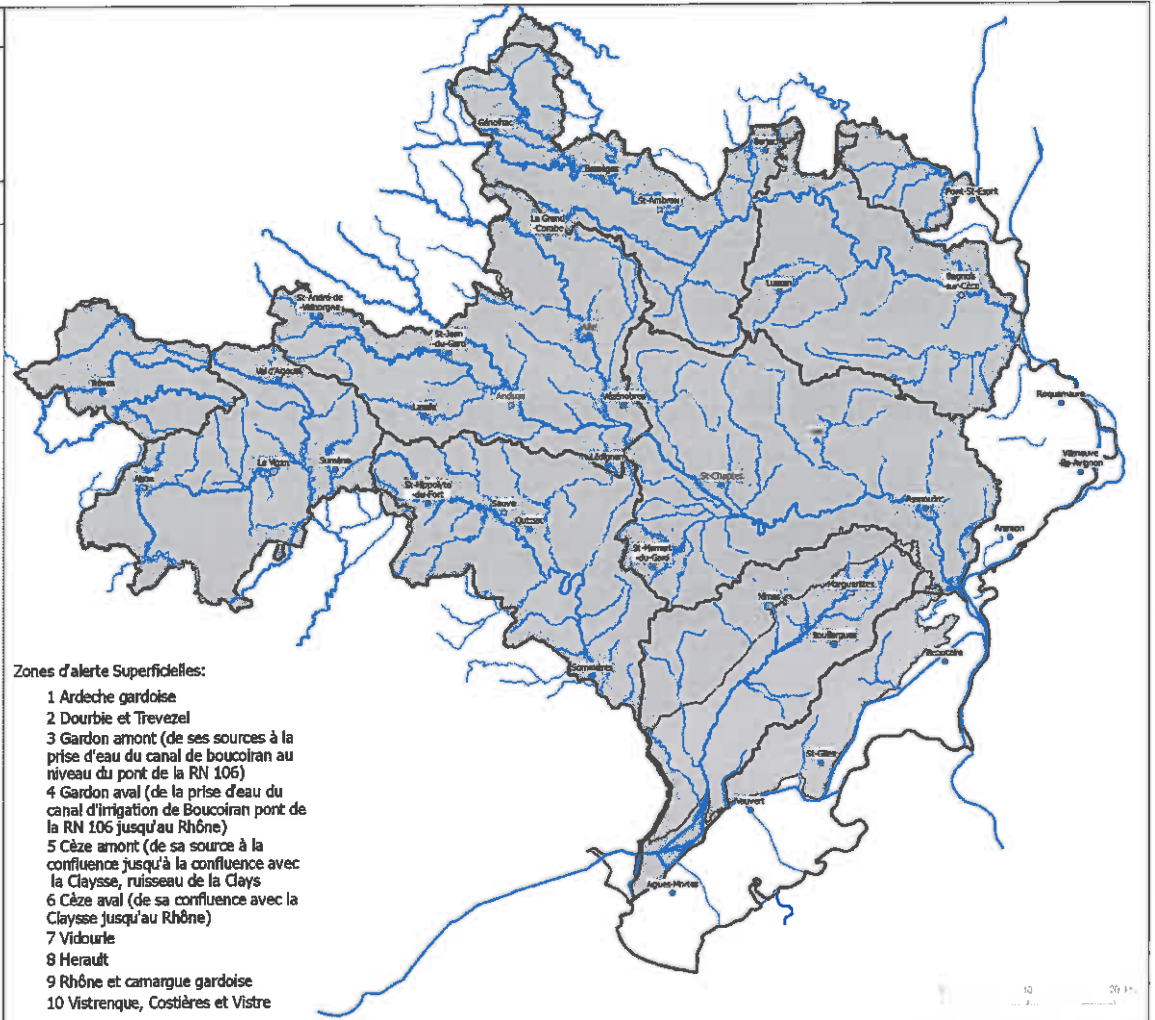 Génolhac
Bessèges
St-Ambroix
Pont-St-Esprit
La Grand
-Combe
Lussan
Bagnols
sur-Cèze
St-André-de
-Valborgne
St-Jean
-du-Gard
Alès
Val d'Aigoual
Trèves
Lasalle
Anduze
Vézénobres
Roquemaure
Lédignan
Villeneuve
-lès-Avignon
Alzon
Le Vigan
Sumène
St-Hippolyte
-du-Fort
Sauve
Quissac
St-Chaptes
Remoulins
Aramon
St-Mamert
-du-Gard
Marguerittes
Nîmes
Bouillargues
Beaucaire
Sommières
St-Gilles
Vauvert
Aigues-Mortes
Zones d'alerte Superficielles:
1 Ardeche gardoise
2 Dourbie et Trevezel
3 Gardon amont (de ses sources à la
prise d'eau du canal de boucoiran au
niveau du pont de la RN 106)
4 Gardon aval (de la prise d'eau du
canal d'irrigation de Boucoiran pont de
la RN 106 jusqu'au Rhône)
5 Cèze amont (de sa source à la
confluence jusqu'à la confluence avec
la Claysse, ruisseau de la Clays
6 Cèze aval (de sa confluence avec la
Claysse jusqu'au Rhône)
7 Vidourle
8 Herault
9 Rhône et camargue gardoise
10 Vistrenque, Costières et Vistre
10 20